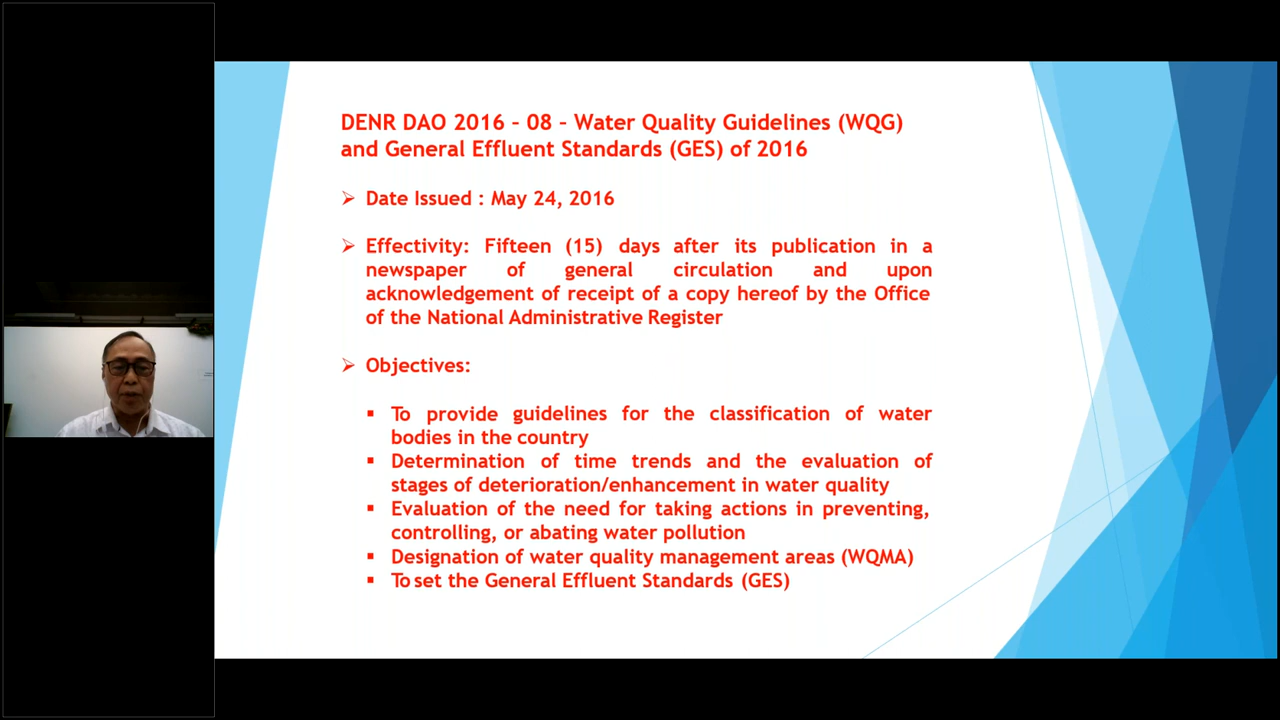 DENR DAO 2016 – 08 – Water Quality Guidelines (WQG)
and General Effluent Standards (GES) of 2016
Date Issued : May 24, 2016
Effectivity: Fifteen (15) days after its publication in a
newspaper of general circulation and upon
acknowledgement of receipt of a copy hereof by the Office
of the National Administrative Register
Objectives:
To provide guidelines for the classification of water
bodies in the country
Determination of time trends and the evaluation of
stages of deterioration/enhancement in water quality
Evaluation of the need for taking actions in preventing,
controlling, or abating water pollution
Designation of water quality management areas (WQMA)
To set the General Effluent Standards (GES)